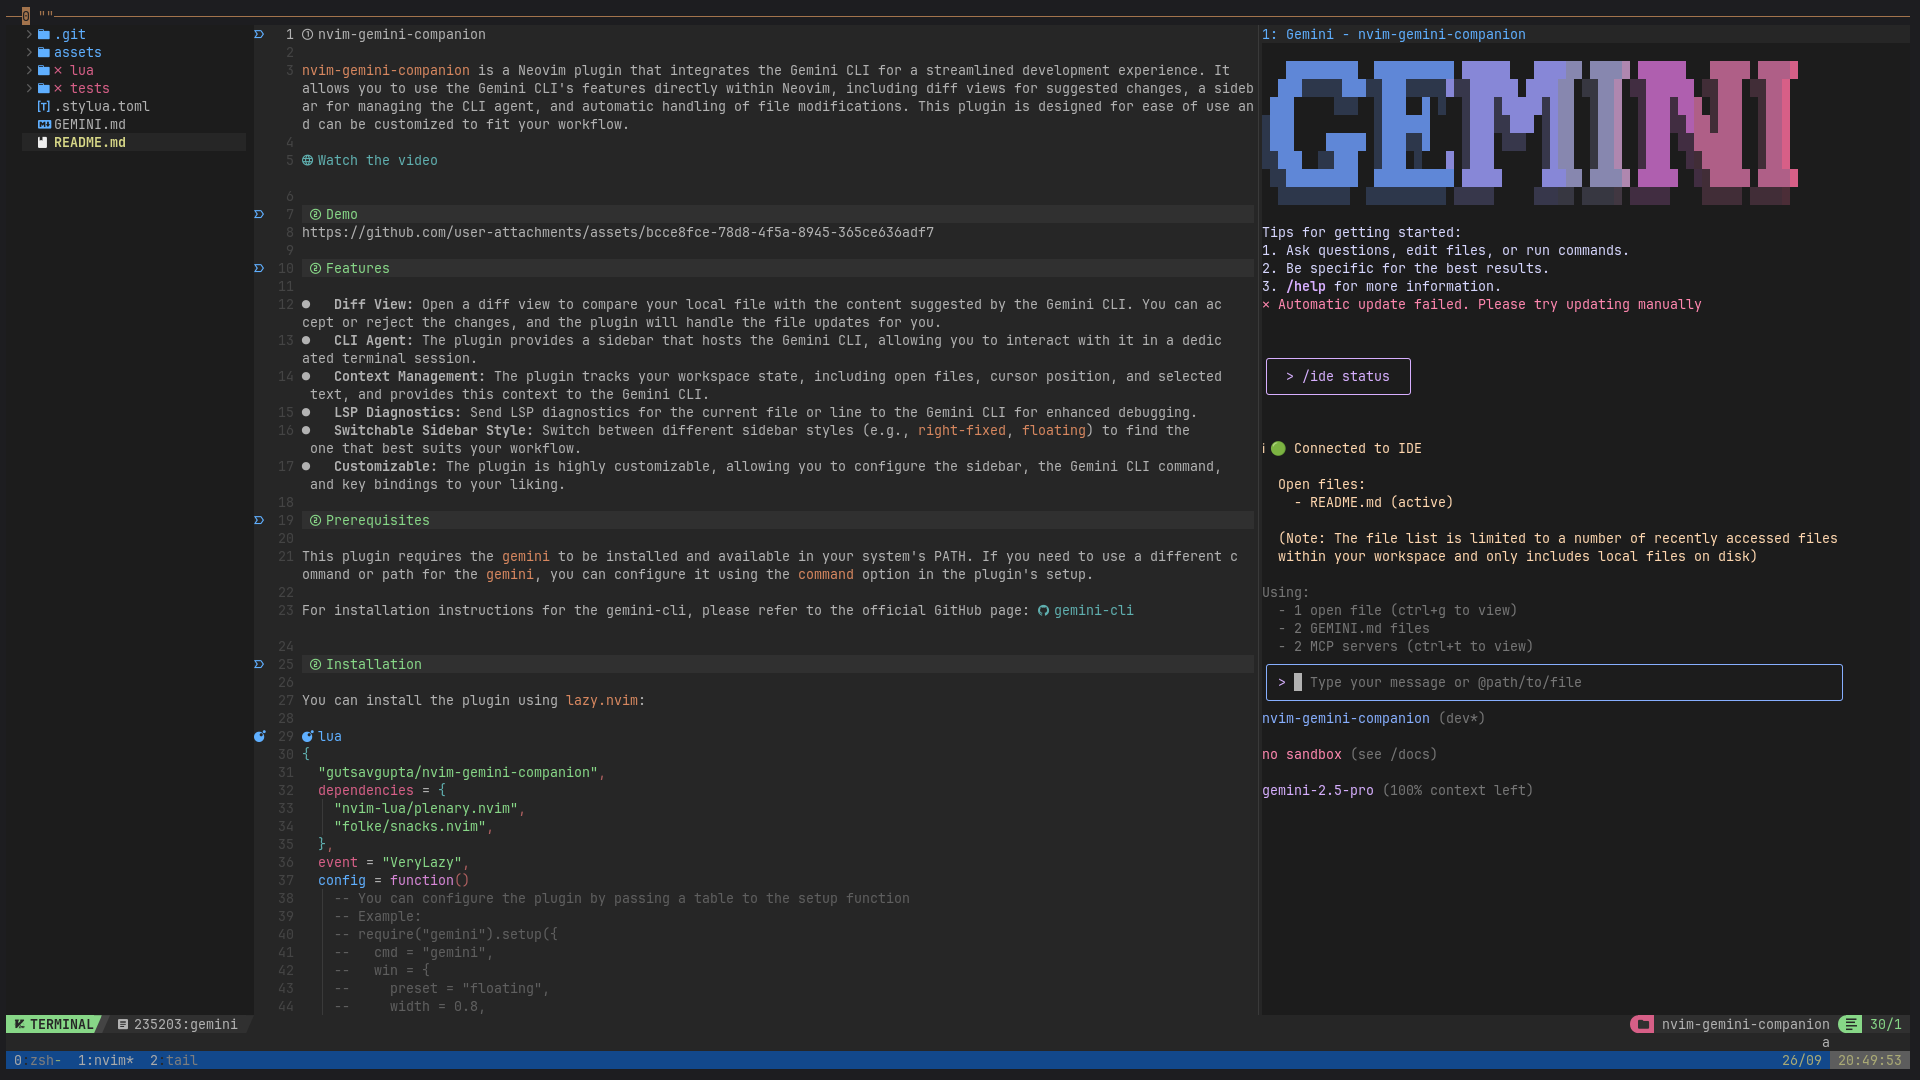 0 ""
.git
assets
× lua
× tests
.stylua.toml
GEMINI.md
README.md
1 nvim-gemini-companion
2
3 nvim-gemini-companion is a Neovim plugin that integrates the Gemini CLI for a streamlined development experience. It
allows you to use the Gemini CLI's features directly within Neovim, including diff views for suggested changes, a sideb
ar for managing the CLI agent, and automatic handling of file modifications. This plugin is designed for ease of use an
d can be customized to fit your workflow.
4
5 Watch the video
6
7 Demo
8 https://github.com/user-attachments/assets/bcce8fce-78d8-4f5a-8945-365ce636adf7
9
10 Features
11
12 ● Diff View: Open a diff view to compare your local file with the content suggested by the Gemini CLI. You can ac
cept or reject the changes, and the plugin will handle the file updates for you.
13 ● CLI Agent: The plugin provides a sidebar that hosts the Gemini CLI, allowing you to interact with it in a dedic
ated terminal session.
14 ● Context Management: The plugin tracks your workspace state, including open files, cursor position, and selected
text, and provides this context to the Gemini CLI.
15 ● LSP Diagnostics: Send LSP diagnostics for the current file or line to the Gemini CLI for enhanced debugging.
16 ● Switchable Sidebar Style: Switch between different sidebar styles (e.g., right-fixed, floating) to find the
one that best suits your workflow.
17 ● Customizable: The plugin is highly customizable, allowing you to configure the sidebar, the Gemini CLI command,
and key bindings to your liking.
18
19 Prerequisites
20
21 This plugin requires the gemini to be installed and available in your system's PATH. If you need to use a different c
ommand or path for the gemini, you can configure it using the command option in the plugin's setup.
22
23 For installation instructions for the gemini-cli, please refer to the official GitHub page: gemini-cli
24
25 Installation
26
27 You can install the plugin using lazy.nvim:
28
29 lua
30 {
31 "gutsavgupta/nvim-gemini-companion",
32 dependencies = {
33 "nvim-lua/plenary.nvim",
34 "folke/snacks.nvim",
35 },
36 event = "VeryLazy",
37 config = function()
38 -- You can configure the plugin by passing a table to the setup function
39 -- Example:
40 -- require("gemini").setup({
41 --   cmd = "gemini",
42 --   win = {
43 --     preset = "floating",
44 --     width = 0.8,
1: Gemini - nvim-gemini-companion
GEMINI
Tips for getting started:
1. Ask questions, edit files, or run commands.
2. Be specific for the best results.
3. /help for more information.
× Automatic update failed. Please try updating manually
> /ide status
i 🟢 Connected to IDE
Open files:
- README.md (active)
(Note: The file list is limited to a number of recently accessed files
within your workspace and only includes local files on disk)
Using:
- 1 open file (ctrl+g to view)
- 2 GEMINI.md files
- 2 MCP servers (ctrl+t to view)
> Type your message or @path/to/file
nvim-gemini-companion (dev*)
no sandbox (see /docs)
gemini-2.5-pro (100% context left)
TERMINAL 235203:gemini
nvim-gemini-companion 30/1
a
0 zsh- 1:nvim* 2 tail
26/09 20:49:53